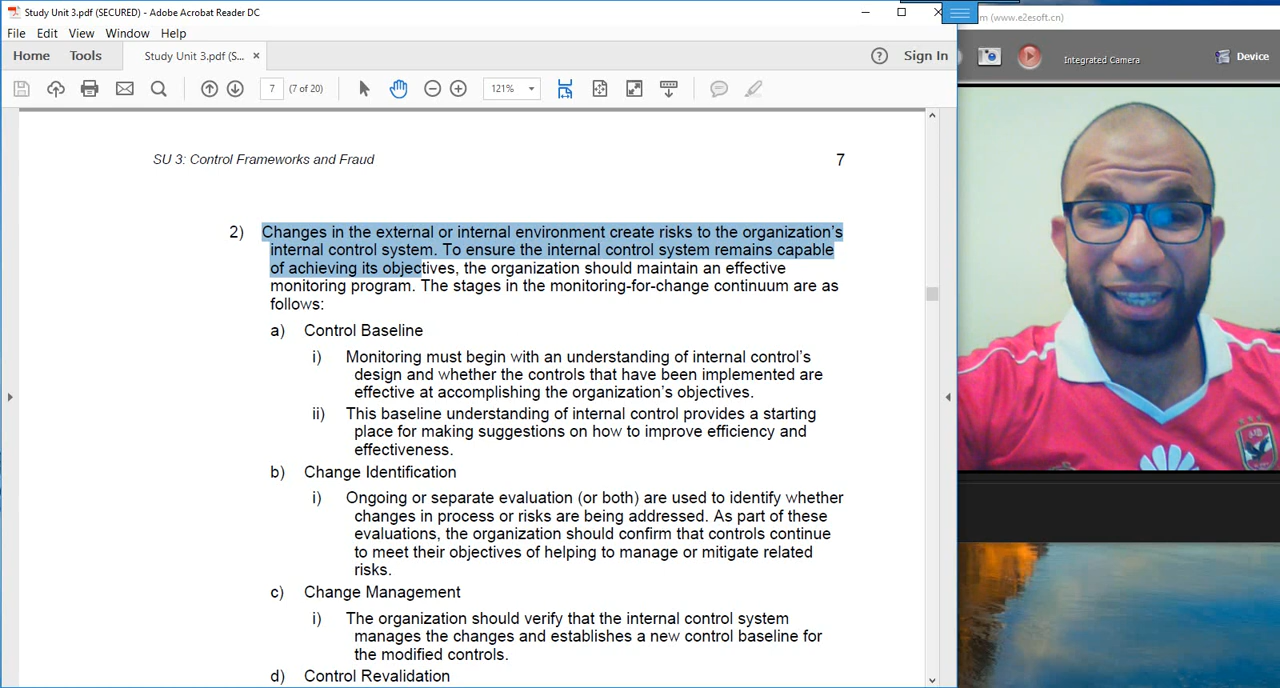 Study Unit 3.pdf (SECURED) - Adobe Acrobat Reader DC
m (www.e2esoft.cn)
File Edit View Window Help
Home Tools Study Unit 3.pdf (S... × Sign In
Integrated Camera Device
7 (7 of 20) 121%
SU 3: Control Frameworks and Fraud 7
2) Changes in the external or internal environment create risks to the organization's
internal control system. To ensure the internal control system remains capable
of achieving its objectives, the organization should maintain an effective
monitoring program. The stages in the monitoring-for-change continuum are as
follows:
a) Control Baseline
i) Monitoring must begin with an understanding of internal control's
design and whether the controls that have been implemented are
effective at accomplishing the organization's objectives.
ii) This baseline understanding of internal control provides a starting
place for making suggestions on how to improve efficiency and
effectiveness.
b) Change Identification
i) Ongoing or separate evaluation (or both) are used to identify whether
changes in process or risks are being addressed. As part of these
evaluations, the organization should confirm that controls continue
to meet their objectives of helping to manage or mitigate related
risks.
c) Change Management
i) The organization should verify that the internal control system
manages the changes and establishes a new control baseline for
the modified controls.
d) Control Revalidation